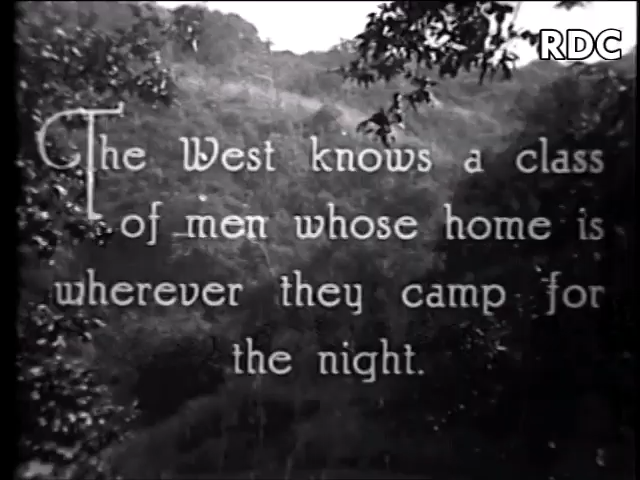 RDC
The West knows a class
of men whose home is
wherever they camp for
the night.